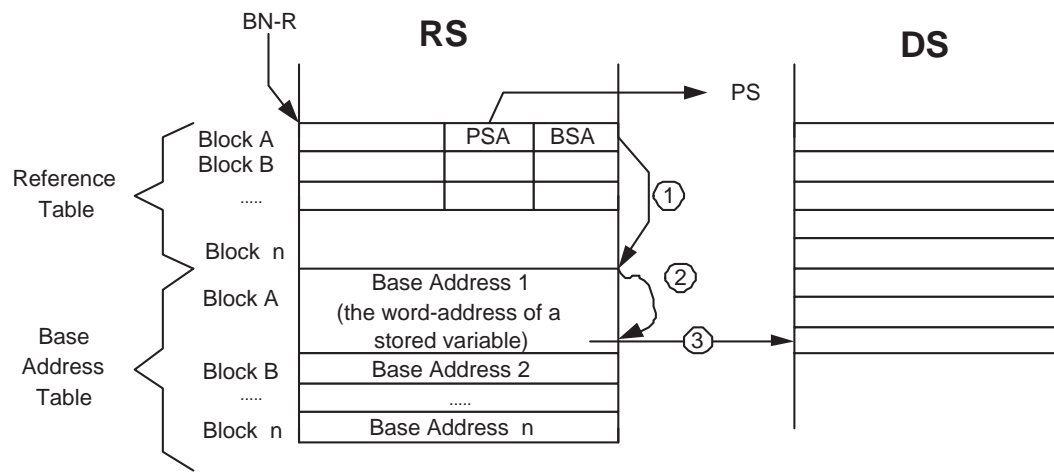 BN-R
RS
DS
PS
Block A
PSA
BSA
Block B
Reference
Table
.....
①
Block n
Base Address 1
②
Block A
(the word-address of a
stored variable)
③
Base
Address
Table
Block B
Base Address 2
.....
.....
Block n
Base Address n